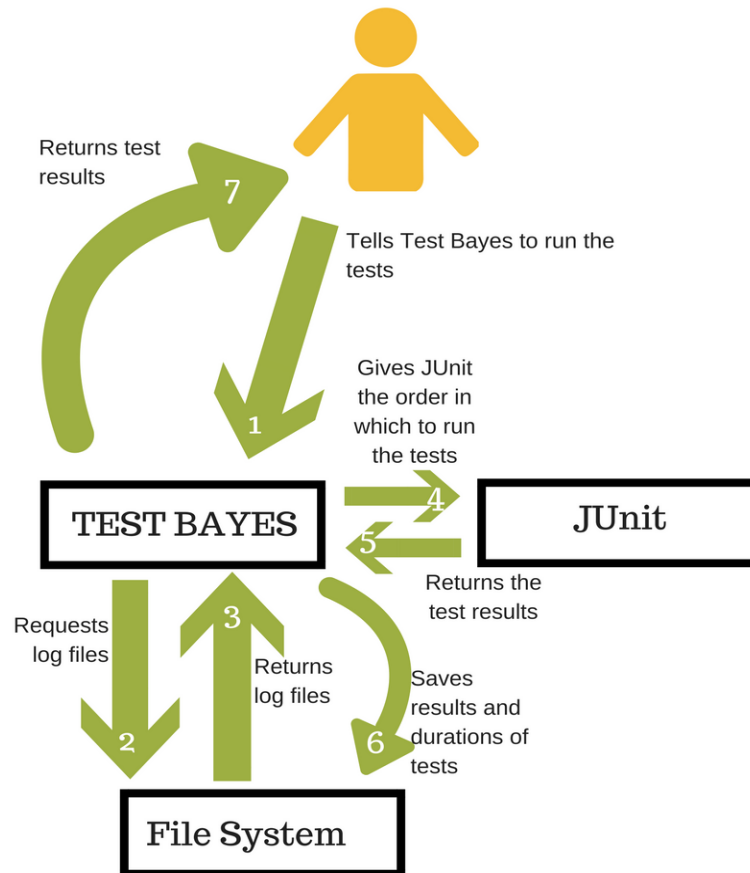 Returns test
results
7
Tells Test Bayes to run the
tests
1
Gives JUnit
the order in
which to run
the tests
4
TEST BAYES
JUnit
5
Returns the
test results
Requests
log files
2
3
Returns
log files
Saves
results and
durations of
tests
6
File System